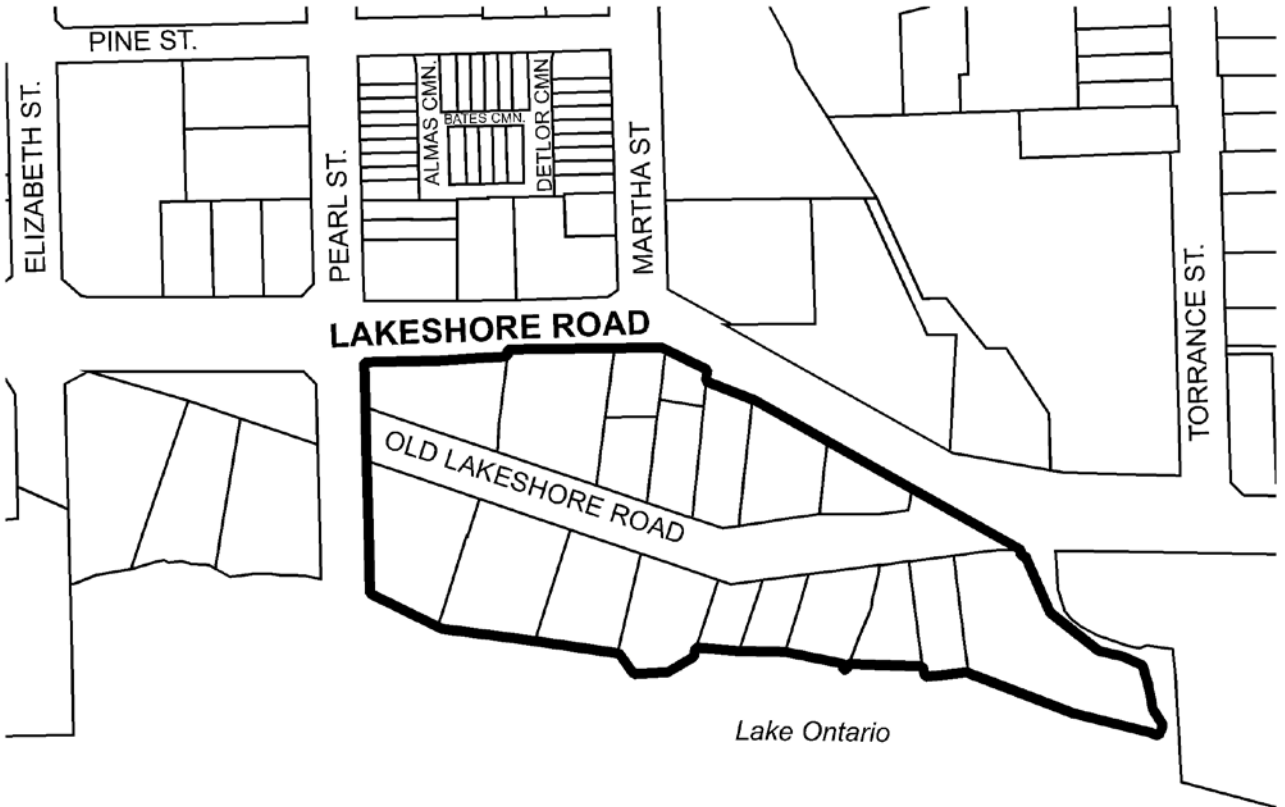 PINE ST.
ELIZABETH ST.
PEARL ST.
ALMAS CMN.
BATES CMN.
DETLOR CMN
MARTHA ST
TORRANCE ST.
LAKESHORE ROAD
OLD LAKESHORE ROAD
Lake Ontario